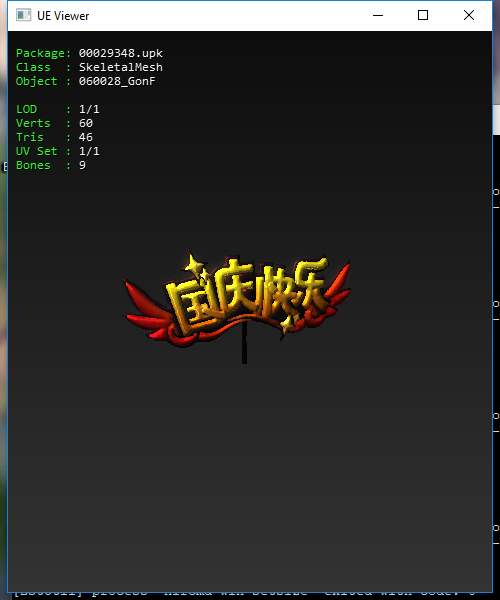 UE Viewer
Package: 00029348.upk
Class : SkeletalMesh
Object : 060028_GonF
LOD : 1/1
Verts : 60
Tris : 46
UV Set : 1/1
Bones : 9
国庆快乐